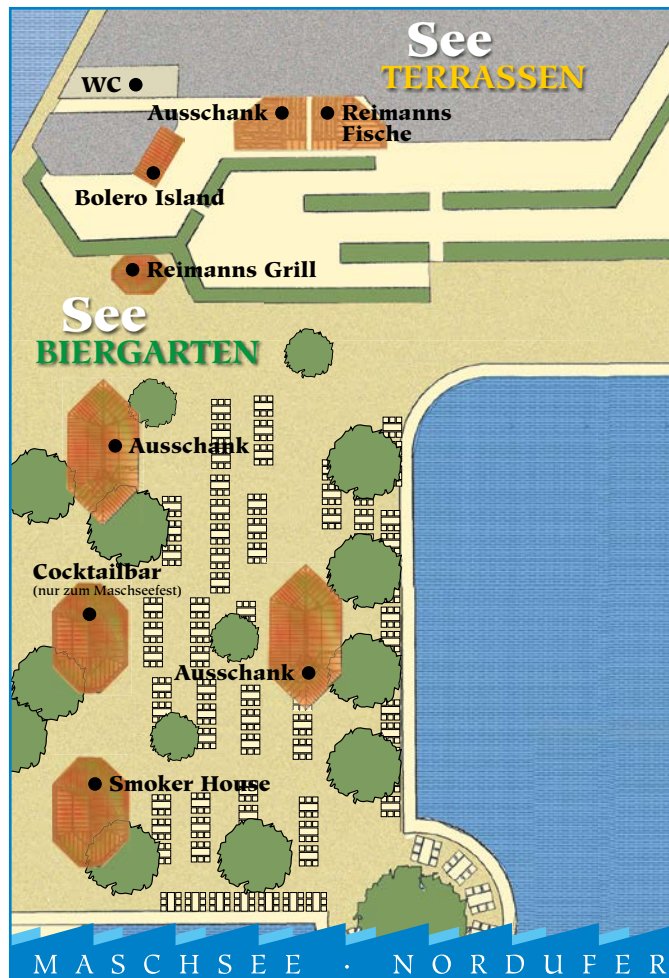 See
TERRASSEN
WC
Ausschank
Reimanns
Fische
Bolero Island
Reimanns Grill
See
BIERGARTEN
Ausschank
Cocktailbar
(nur zum Maschseefest)
Ausschank
Smoker House
MASCHSEE · NORDUFER